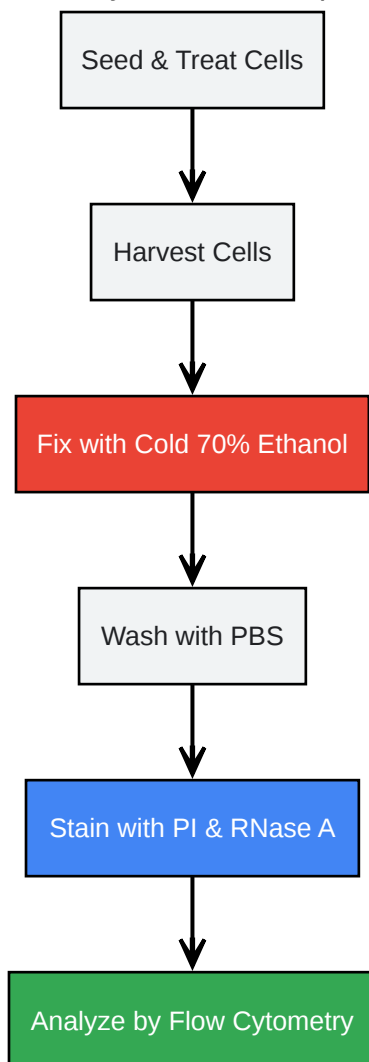 Seed & Treat Cells
Harvest Cells
Fix with Cold 70% Ethanol
Wash with PBS
Stain with PI & RNase A
Analyze by Flow Cytometry